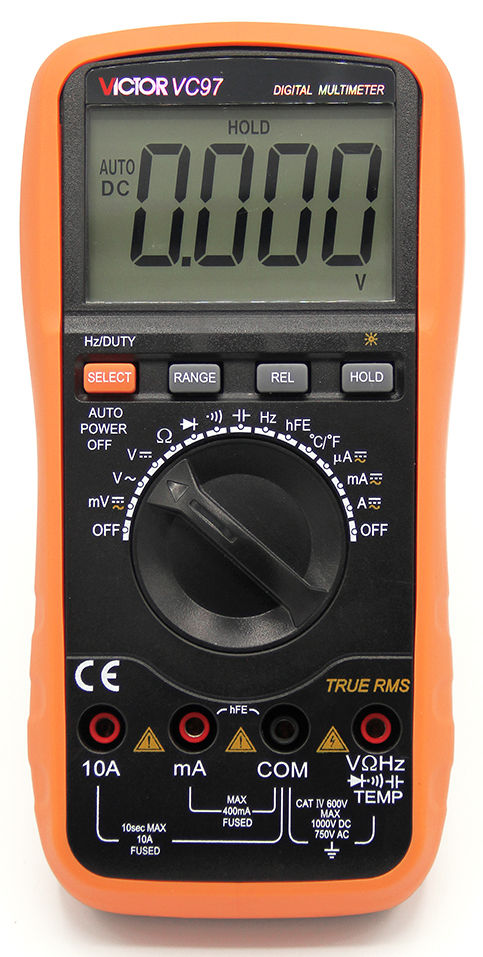 VICTOR VC97 DIGITAL MULTIMETER
HOLD
AUTO
DC
0.000
V
Hz/DUTY
SELECT RANGE REL HOLD
AUTO
POWER
OFF
OFF
mV⎓~
V~
V⎓
Ω
Hz
hFE
°C/°F
µA⎓~
mA⎓~
A⎓~
OFF
CE
TRUE RMS
hFE
10A mA COM VΩHz
TEMP
MAX
400mA
FUSED
10sec MAX
10A
FUSED
CAT IV 600V
MAX
1000V DC
750V AC